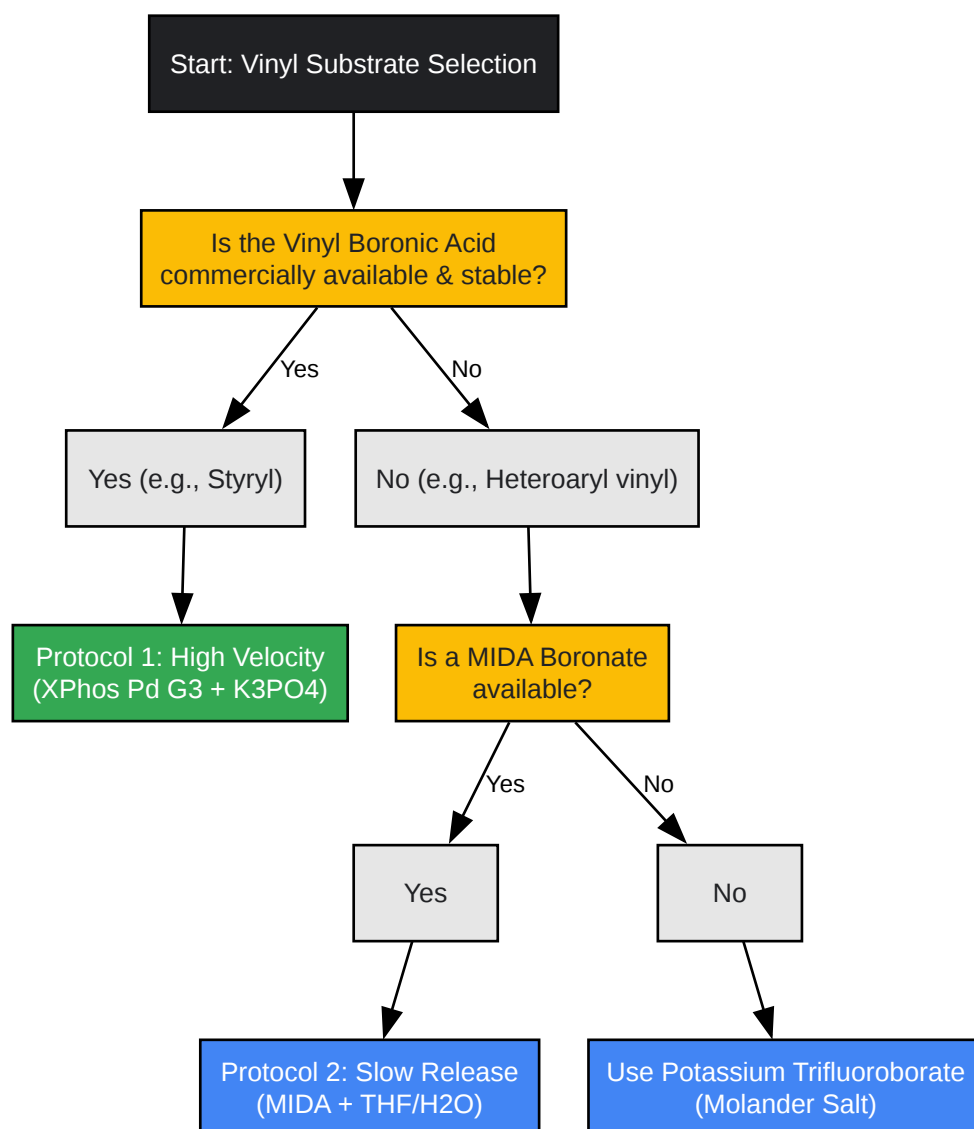 Start: Vinyl Substrate Selection
Is the Vinyl Boronic Acid
commercially available & stable?
Yes
No
Yes (e.g., Styryl)
No (e.g., Heteroaryl vinyl)
Protocol 1: High Velocity
(XPhos Pd G3 + K3PO4)
Is a MIDA Boronate
available?
Yes
No
Yes
No
Protocol 2: Slow Release
(MIDA + THF/H2O)
Use Potassium Trifluoroborate
(Molander Salt)